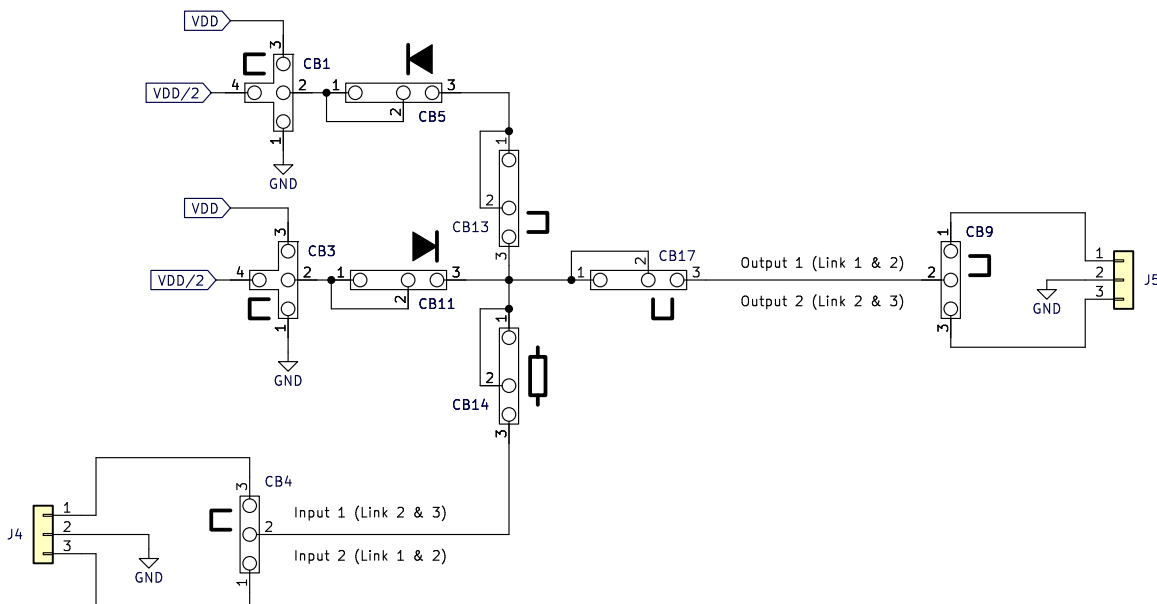 VDD
3
CB1
VDD/2
4
2
1
3
2
CB5
1
GND
1
2
CB13
3
VDD
3
CB3
VDD/2
4
2
1
3
2
CB11
1
GND
CB17
2
1
3
Output 1 (Link 1 & 2)
Output 2 (Link 2 & 3)
1
CB9
2
3
1
2
3
J5
GND
1
2
CB14
3
J4
1
2
3
GND
CB4
3
2
1
Input 1 (Link 2 & 3)
Input 2 (Link 1 & 2)